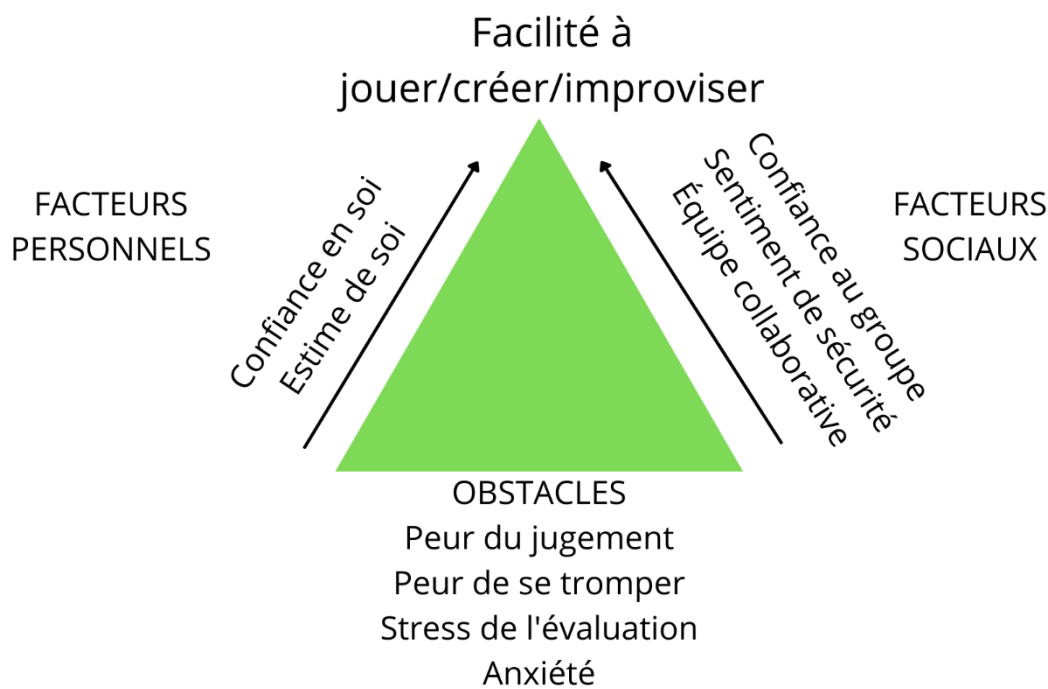 Facilité à
jouer/créer/improviser
FACTEURS
PERSONNELS
Confiance en soi
Estime de soi
Confiance au groupe
Sentiment de sécurité
Équipe collaborative
FACTEURS
SOCIAUX
OBSTACLES
Peur du jugement
Peur de se tromper
Stress de l'évaluation
Anxiété